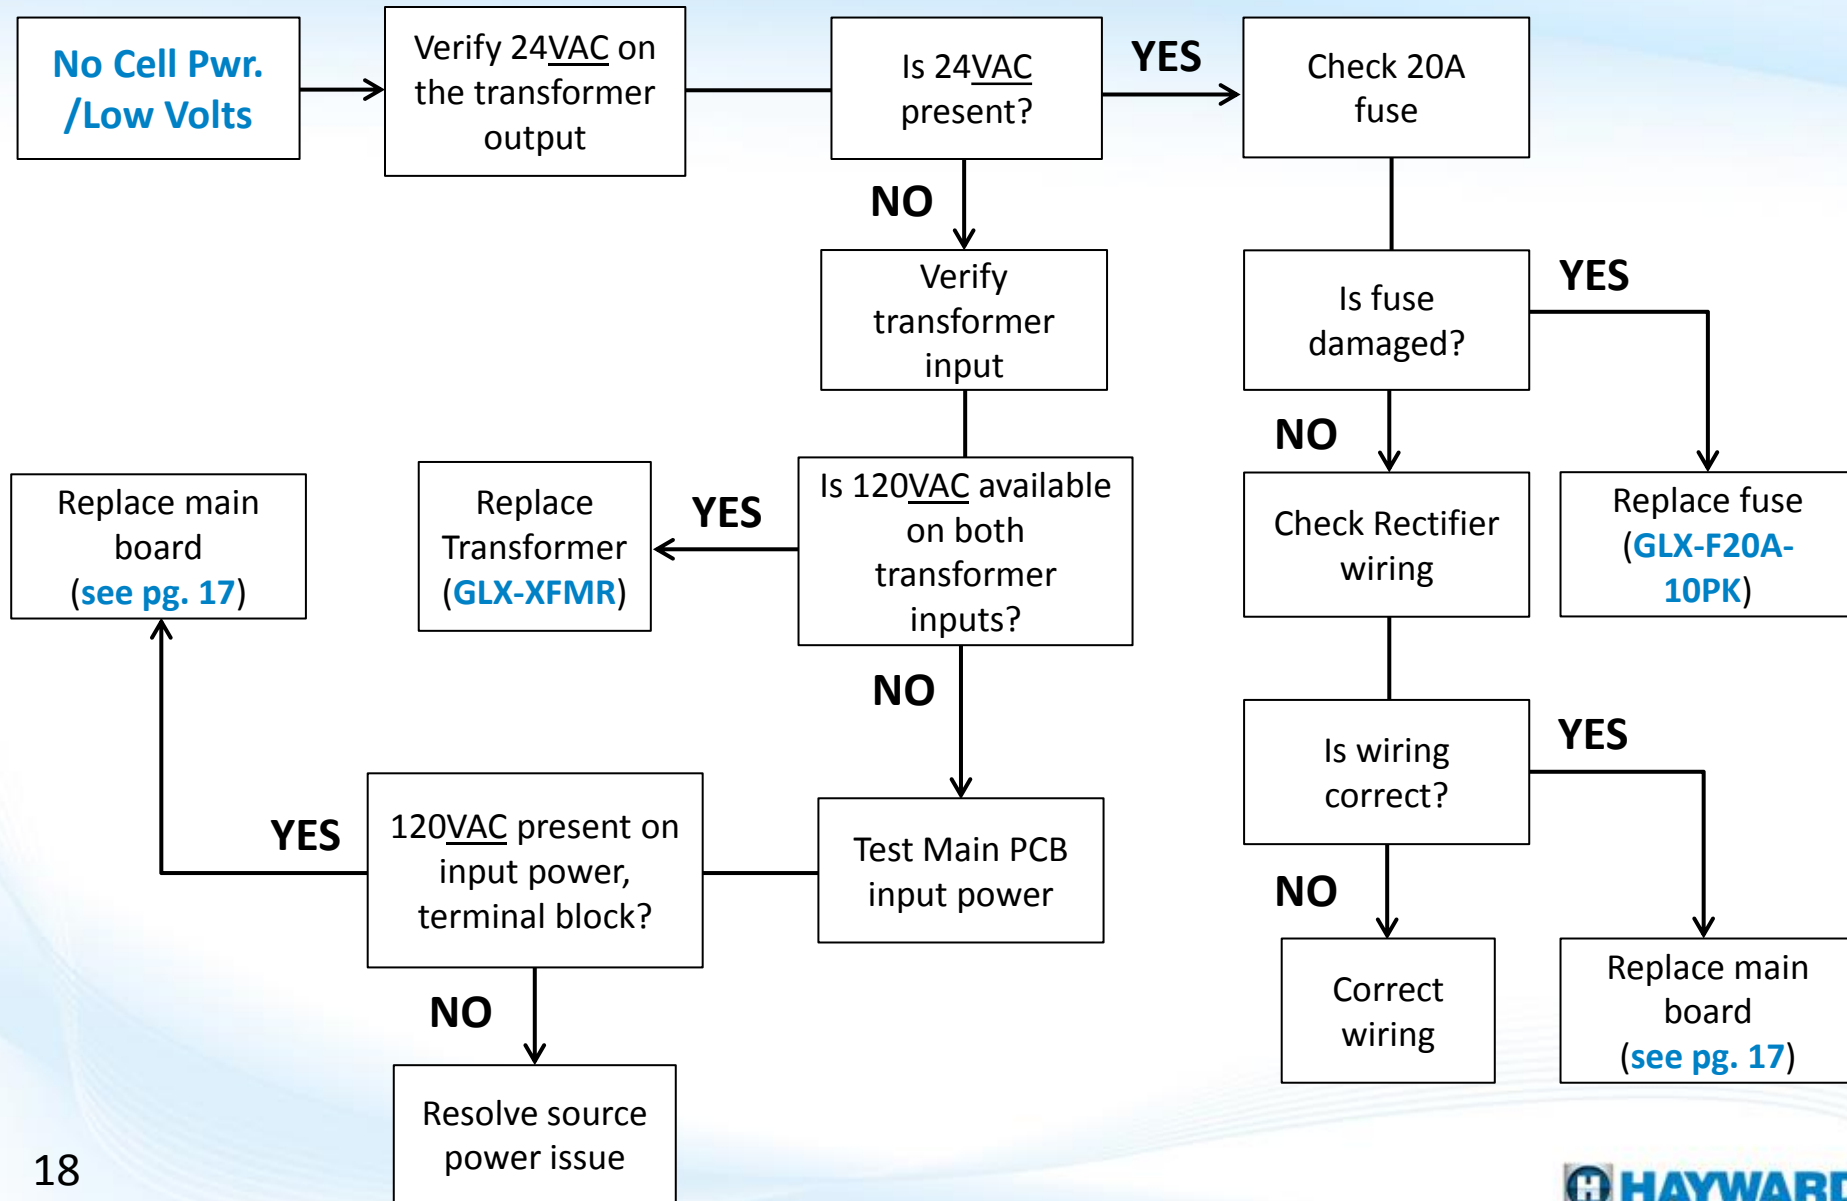 No Cell Pwr.
/Low Volts
Verify 24VAC on
the transformer
output
Is 24VAC
present?
YES
Check 20A
fuse
NO
Verify
transformer
input
Is fuse
damaged?
YES
NO
Replace main
board
(see pg. 17)
Replace
Transformer
(GLX-XFMR)
YES
Is 120VAC available
on both
transformer
inputs?
Check Rectifier
wiring
Replace fuse
(GLX-F20A-
10PK)
NO
Is wiring
correct?
YES
YES
120VAC present on
input power,
terminal block?
Test Main PCB
input power
NO
NO
Correct
wiring
Replace main
board
(see pg. 17)
Resolve source
power issue
18
HAYWARD